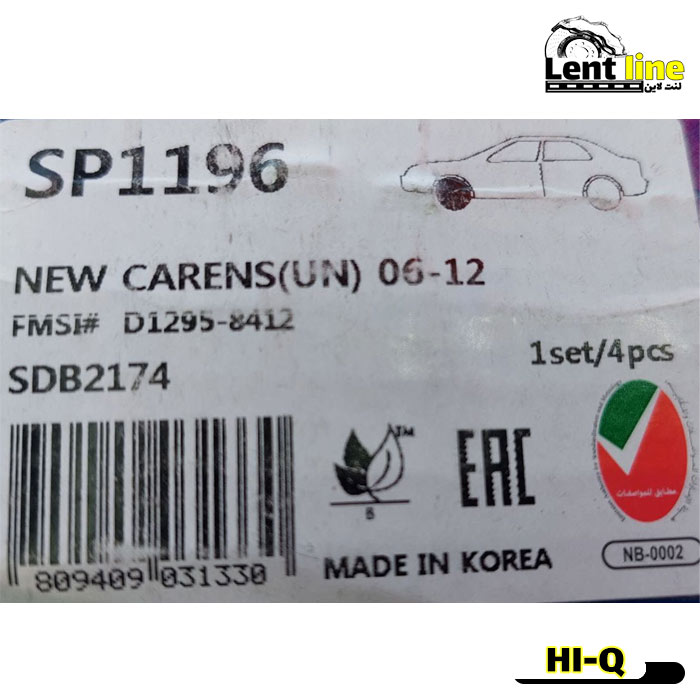 Lent line
لنت لاین
SP1196
NEW CARENS(UN) 06-12
FMSI# D1295-8412
SDB2174
1set/4pcs
TM
EAC
مطابق للمواصفات
B
809409 031330
MADE IN KOREA
NB-0002
HI-Q